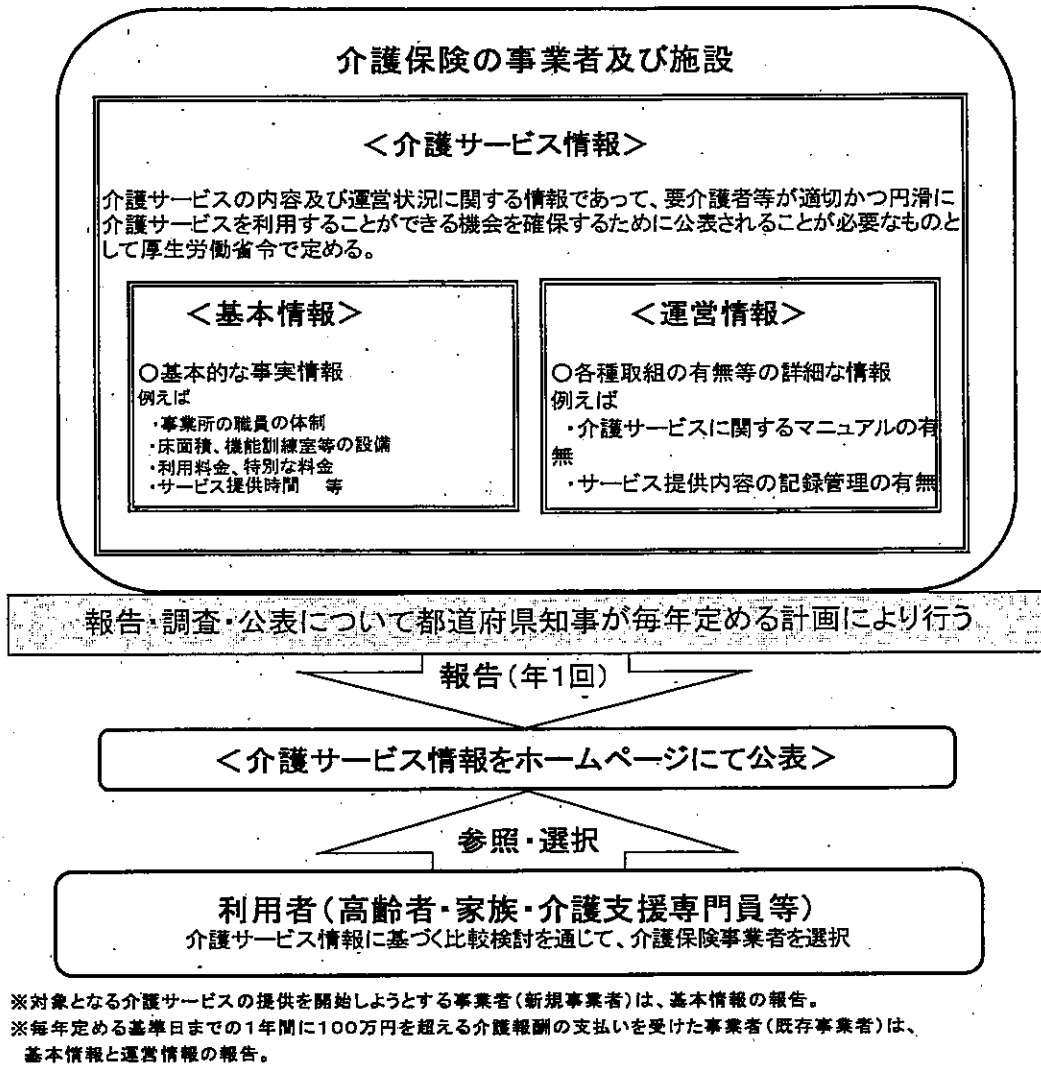 介護保険の事業者及び施設
＜介護サービス情報＞
介護サービスの内容及び運営状況に関する情報であって、要介護者等が適切かつ円滑に
介護サービスを利用することができる機会を確保するために公表されることが必要なものと
して厚生労働省令で定める。
＜基本情報＞
○基本的な事実情報
例えば
・事業所の職員の体制
・床面積、機能訓練室等の設備
・利用料金、特別な料金
・サービス提供時間　等
＜運営情報＞
○各種取組の有無等の詳細な情報
例えば
・介護サービスに関するマニュアルの有
無
・サービス提供内容の記録管理の有無
報告・調査・公表について都道府県知事が毎年定める計画により行う
報告（年1回）
＜介護サービス情報をホームページにて公表＞
参照・選択
利用者（高齢者・家族・介護支援専門員等）
介護サービス情報に基づく比較検討を通じて、介護保険事業者を選択
※対象となる介護サービスの提供を開始しようとする事業者（新規事業者）は、基本情報の報告。
※毎年定める基準日までの1年間に100万円を超える介護報酬の支払いを受けた事業者（既存事業者）は、
基本情報と運営情報の報告。